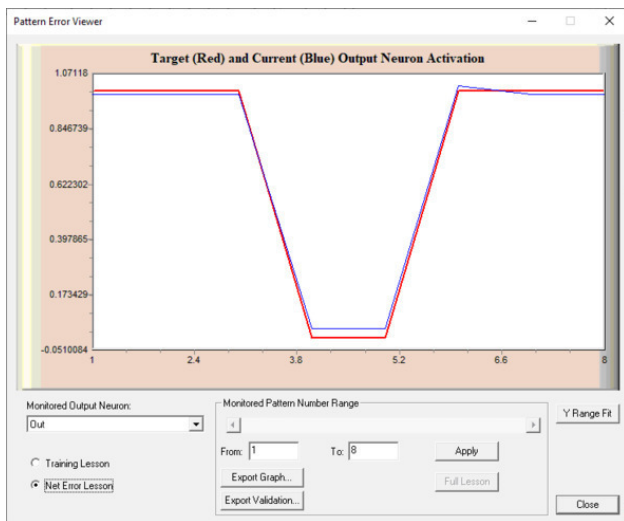 Pattern Error Viewer
Target (Red) and Current (Blue) Output Neuron Activation
1.07118
0.846739
0.622302
0.397865
0.173429
-0.0510084
1 2.4 3.8 5.2 6.6 8
Monitored Output Neuron:
Out
Training Lesson
Net Error Lesson
Monitored Pattern Number Range
From: 1 To: 8 Apply
Export Graph... Full Lesson
Export Validation...
Y Range Fit
Close